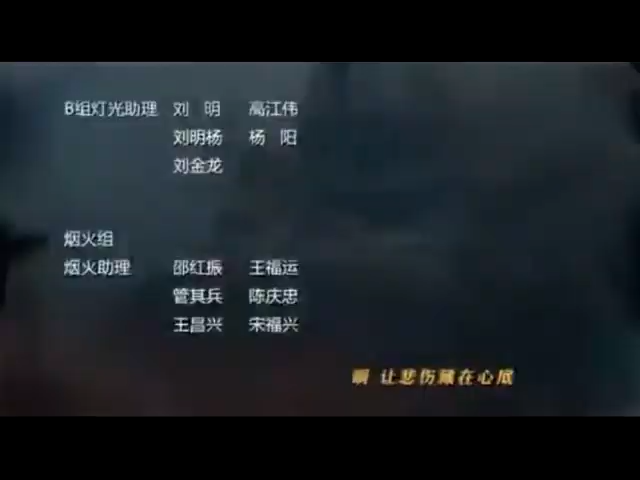 B组灯光助理 刘 明 高江伟
刘明杨 杨 阳
刘金龙
烟火组
烟火助理 邵红振 王福运
管其兵 陈庆忠
王昌兴 宋福兴
让悲伤藏在心底